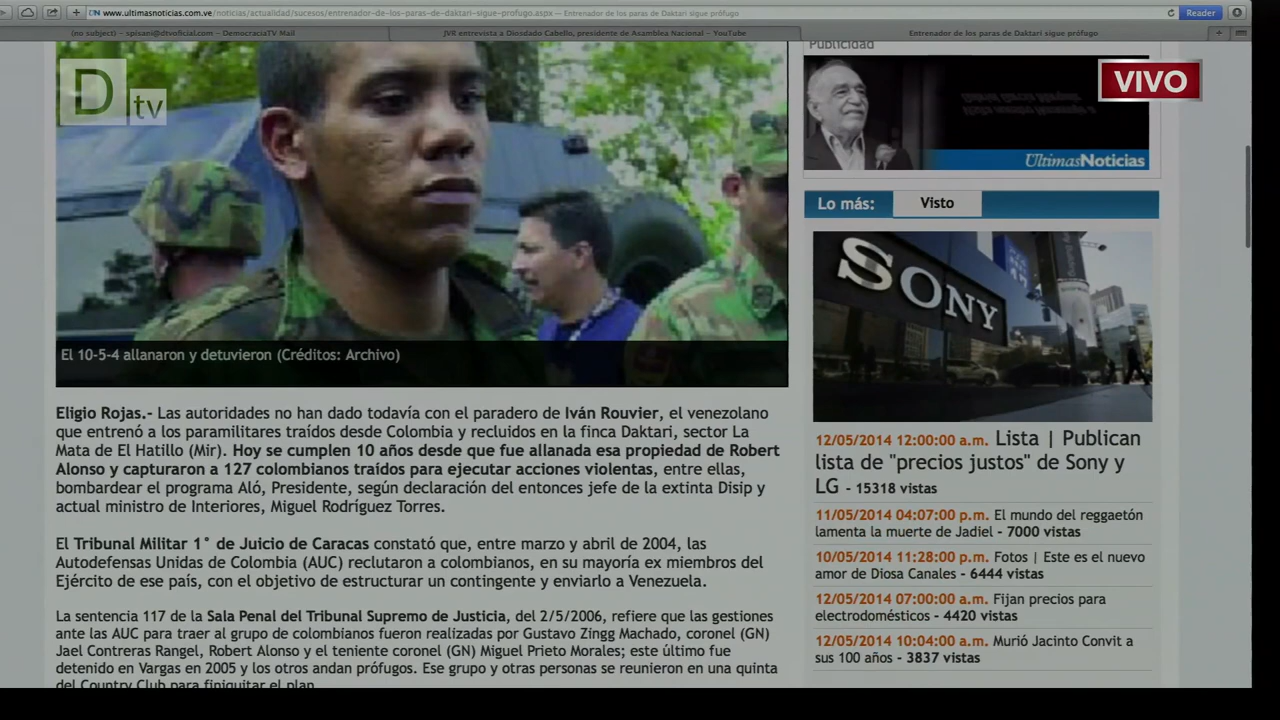 www.ultimasnoticias.com.ve/noticias/actualidad/sucesos/entrenador-de-los-paras-de-daktari-sigue-profugo.aspx — Entrenador de los paras de Daktari sigue prófugo
Reader
(no subject) – spisani@dtvoficial.com – DemocraciaTV Mail
JVR entrevista a Diosdado Cabello, presidente de Asamblea Nacional – YouTube
Entrenador de los paras de Daktari sigue prófugo
D tv
VIVO
El 10-5-4 allanaron y detuvieron (Créditos: Archivo)
Eligio Rojas.- Las autoridades no han dado todavía con el paradero de Iván Rouvier, el venezolano
que entrenó a los paramilitares traídos desde Colombia y recluidos en la finca Daktari, sector La
Mata de El Hatillo (Mir). Hoy se cumplen 10 años desde que fue allanada esa propiedad de Robert
Alonso y capturaron a 127 colombianos traídos para ejecutar acciones violentas, entre ellas,
bombardear el programa Aló, Presidente, según declaración del entonces jefe de la extinta Disip y
actual ministro de Interiores, Miguel Rodríguez Torres.
El Tribunal Militar 1° de Juicio de Caracas constató que, entre marzo y abril de 2004, las
Autodefensas Unidas de Colombia (AUC) reclutaron a colombianos, en su mayoría ex miembros del
Ejército de ese país, con el objetivo de estructurar un contingente y enviarlo a Venezuela.
La sentencia 117 de la Sala Penal del Tribunal Supremo de Justicia, del 2/5/2006, refiere que las gestiones
ante las AUC para traer al grupo de colombianos fueron realizadas por Gustavo Zingg Machado, coronel (GN)
Jael Contreras Rangel, Robert Alonso y el teniente coronel (GN) Miguel Prieto Morales; este último fue
detenido en Vargas en 2005 y los otros andan prófugos. Ese grupo y otras personas se reunieron en una quinta
del Country Club para finiquitar el plan.
Publicidad
ÚltimasNoticias
Lo más:
Visto
SONY
12/05/2014 12:00:00 a.m. Lista | Publican
lista de "precios justos" de Sony y
LG - 15318 vistas
11/05/2014 04:07:00 p.m. El mundo del reggaetón
lamenta la muerte de Jadiel - 7000 vistas
10/05/2014 11:28:00 p.m. Fotos | Este es el nuevo
amor de Diosa Canales - 6444 vistas
12/05/2014 07:00:00 a.m. Fijan precios para
electrodomésticos - 4420 vistas
12/05/2014 10:04:00 a.m. Murió Jacinto Convit a
sus 100 años - 3837 vistas